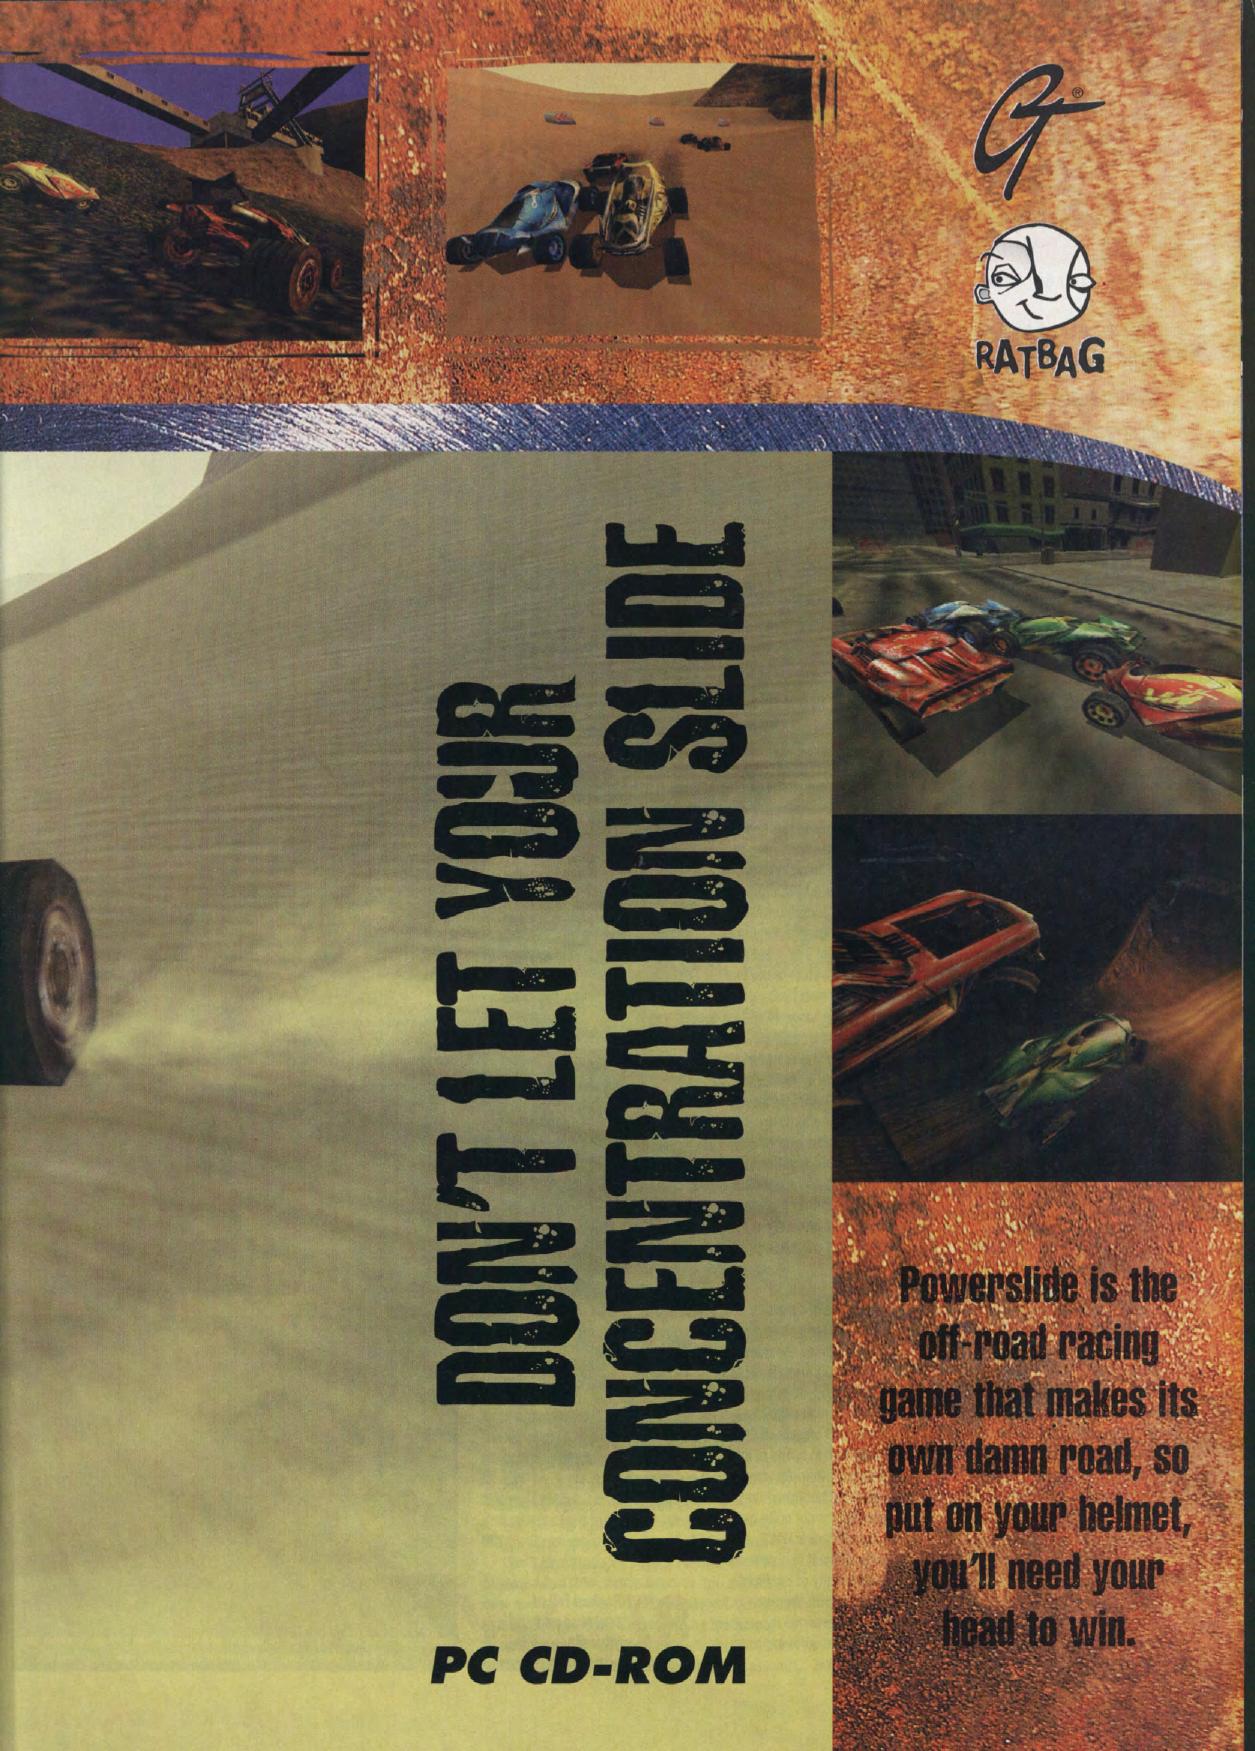 GT®
RATBAG
DON'T LET YOUR
CONCENTRATION SLIDE
Powerslide is the
off-road racing
game that makes its
own damn road, so
put on your helmet,
you'll need your
head to win.
PC CD-ROM